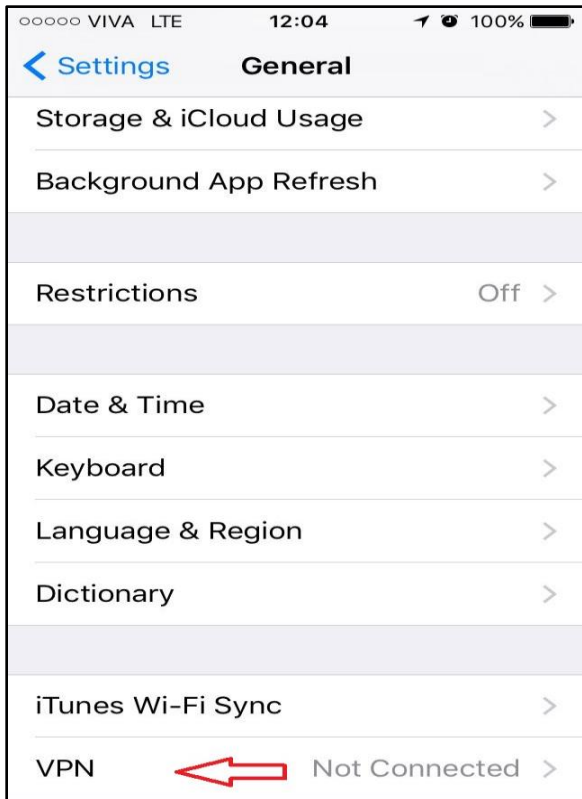 VIVA LTE 12:04 100%
Settings General
Storage & iCloud Usage
Background App Refresh
Restrictions Off
Date & Time
Keyboard
Language & Region
Dictionary
iTunes Wi-Fi Sync
VPN Not Connected